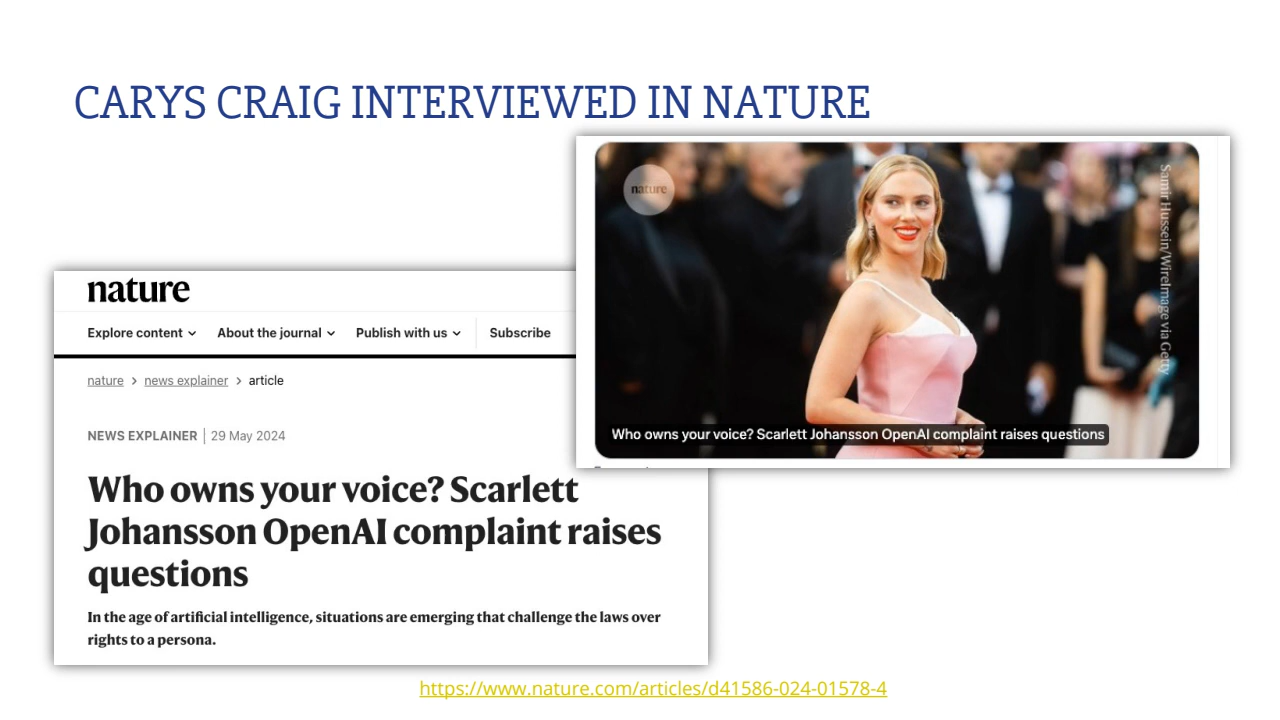 CARYS CRAIG INTERVIEWED IN NATURE
nature
Samir Hussein/WireImage via Getty
Who owns your voice? Scarlett Johansson OpenAI complaint raises questions
nature
Explore content
About the journal
Publish with us
Subscribe
nature > news explainer > article
NEWS EXPLAINER | 29 May 2024
Who owns your voice? Scarlett
Johansson OpenAI complaint raises
questions
In the age of artificial intelligence, situations are emerging that challenge the laws over
rights to a persona.
https://www.nature.com/articles/d41586-024-01578-4